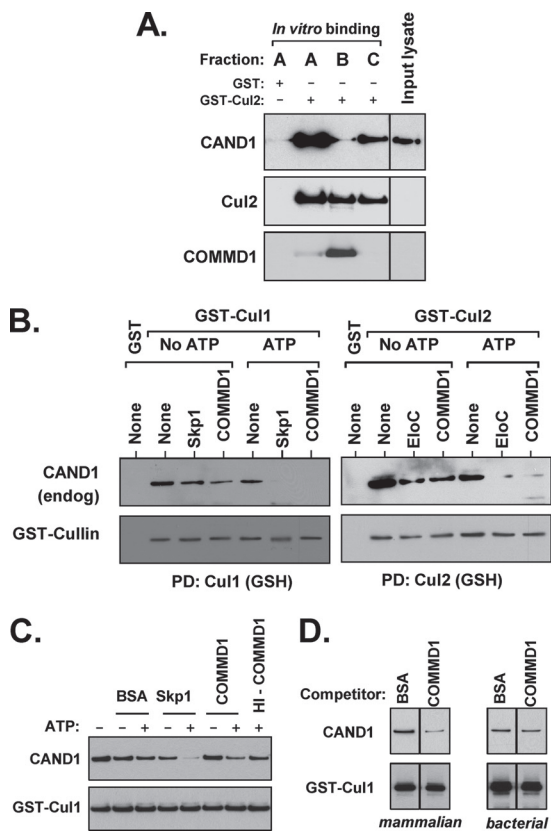 A.
In vitro binding
Fraction: A A B C Input lysate
GST: + – – –
GST-Cul2: – + + +
CAND1
Cul2
COMMD1
B.
GST-Cul1
GST No ATP ATP
None None Skp1 COMMD1 None Skp1 COMMD1
CAND1
(endog)
GST-Cullin
PD: Cul1 (GSH)
GST-Cul2
GST No ATP ATP
None None EloC COMMD1 None EloC COMMD1
PD: Cul2 (GSH)
C.
BSA Skp1 COMMD1 HI - COMMD1
ATP: – – + – + – + +
CAND1
GST-Cul1
D.
Competitor: BSA COMMD1 BSA COMMD1
CAND1
GST-Cul1
mammalian bacterial